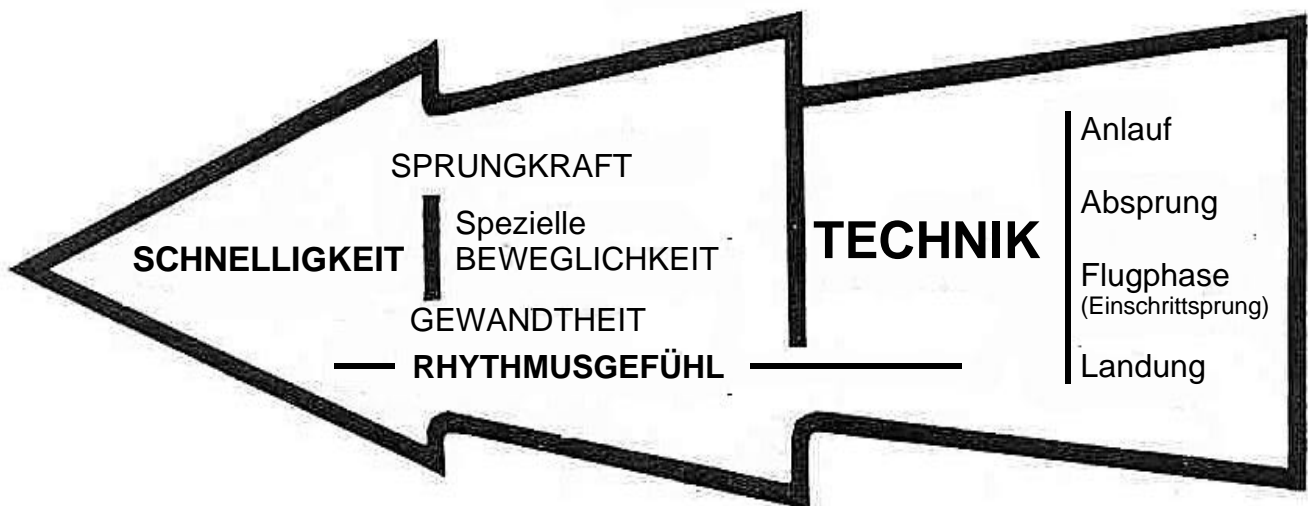 SPRUNGKRAFT
Spezielle
BEWEGLICHKEIT
SCHNELLIGKEIT
GEWANDTHEIT
RHYTHMUSGEFÜHL
TECHNIK
Anlauf
Absprung
Flugphase
(Einschrittsprung)
Landung